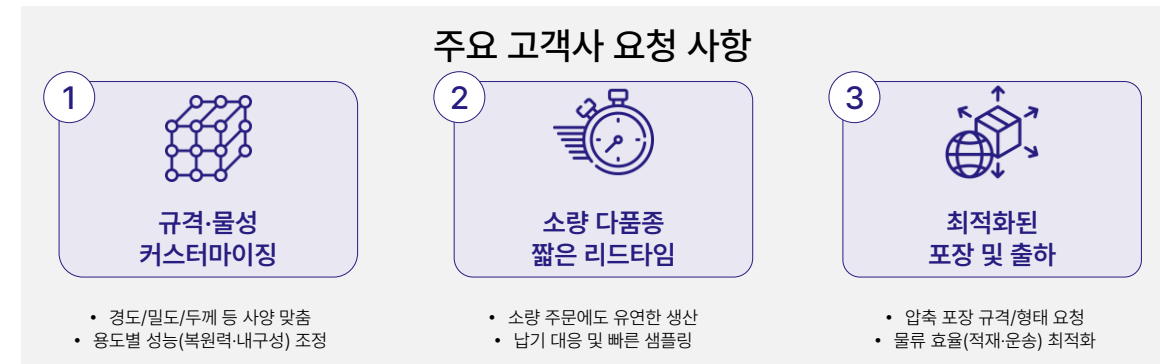 주요 고객사 요청 사항
1
규격·물성
커스터마이징
• 경도/밀도/두께 등 사양 맞춤
• 용도별 성능(복원력·내구성) 조정
2
소량 다품종
짧은 리드타임
• 소량 주문에도 유연한 생산
• 납기 대응 및 빠른 샘플링
3
최적화된
포장 및 출하
• 압축 포장 규격/형태 요청
• 물류 효율(적재·운송) 최적화